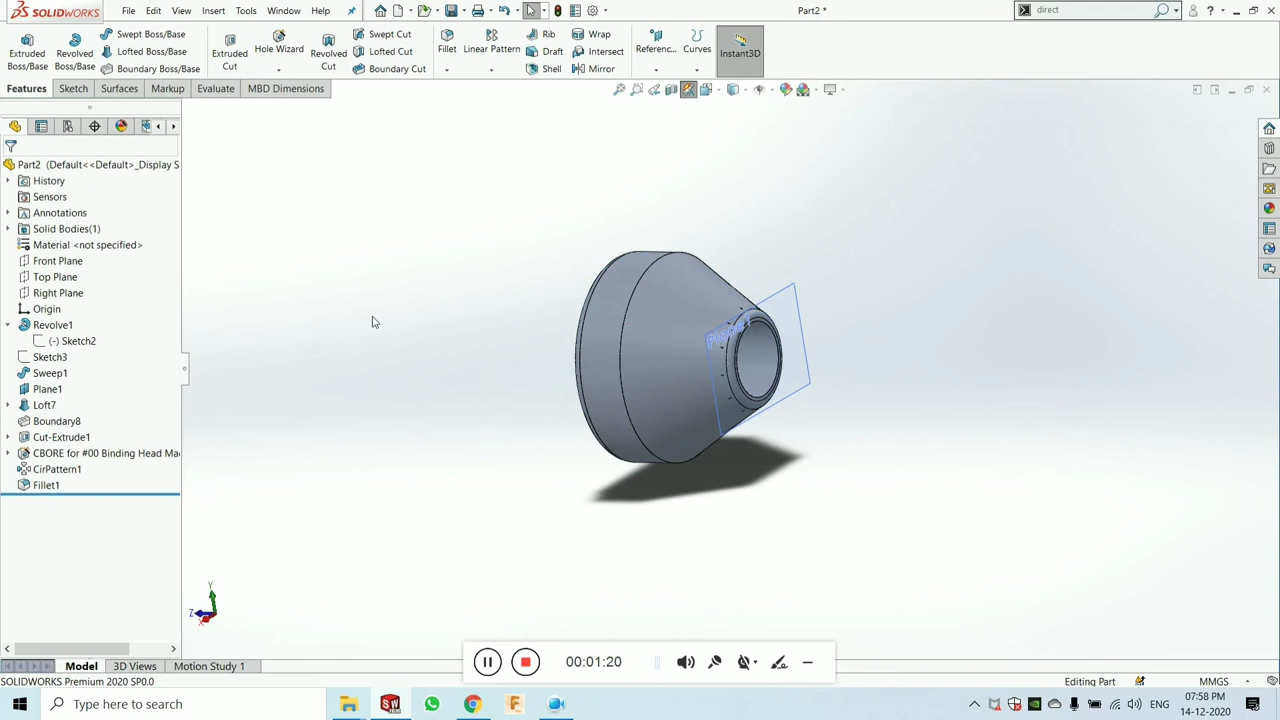 SOLIDWORKS File Edit View Insert Tools Window Help Part2 * direct
Extruded Boss/Base
Revolved Boss/Base
Swept Boss/Base
Lofted Boss/Base
Boundary Boss/Base
Extruded Cut
Hole Wizard
Revolved Cut
Swept Cut
Lofted Cut
Boundary Cut
Fillet
Linear Pattern
Rib
Draft
Shell
Wrap
Intersect
Mirror
Referenc...
Curves
Instant3D
Features Sketch Surfaces Markup Evaluate MBD Dimensions
Part2 (Default<<Default>_Display S
History
Sensors
Annotations
Solid Bodies(1)
Material <not specified>
Front Plane
Top Plane
Right Plane
Origin
Revolve1
(-) Sketch2
Sketch3
Sweep1
Plane1
Loft7
Boundary8
Cut-Extrude1
CBORE for #00 Binding Head Ma
CirPattern1
Fillet1
Y
Z
X
00:01:20
Model 3D Views Motion Study 1
SOLIDWORKS Premium 2020 SP0.0 Editing Part MMGS
Type here to search
07:58 PM
14-12-2020